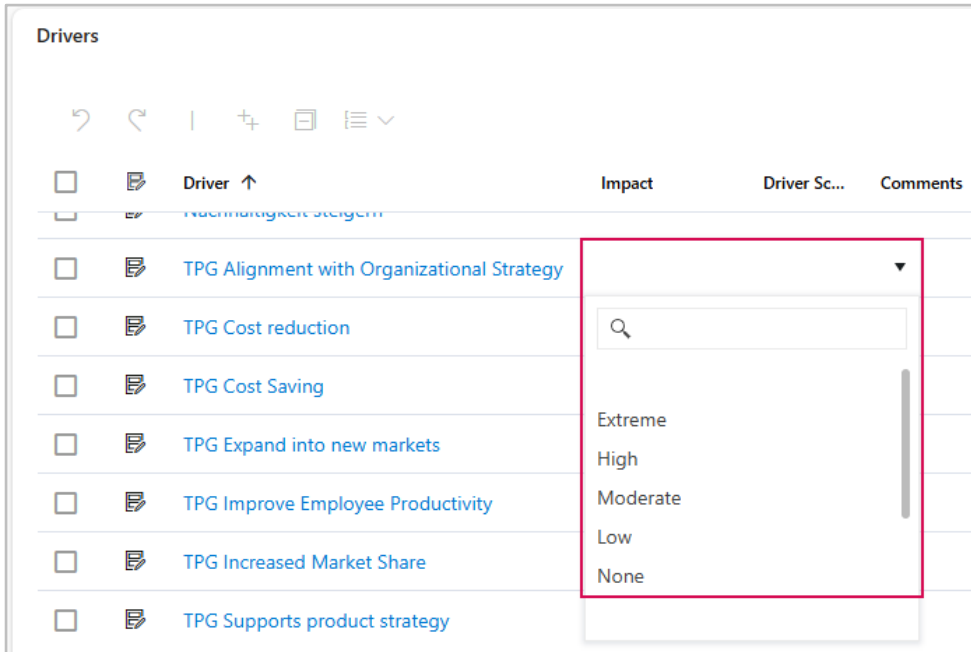 Drivers
Driver Impact Driver Sc... Comments
Nachhaltigkeit steigern
TPG Alignment with Organizational Strategy
TPG Cost reduction
TPG Cost Saving
Extreme
TPG Expand into new markets
High
Moderate
TPG Improve Employee Productivity
Low
TPG Increased Market Share
None
TPG Supports product strategy